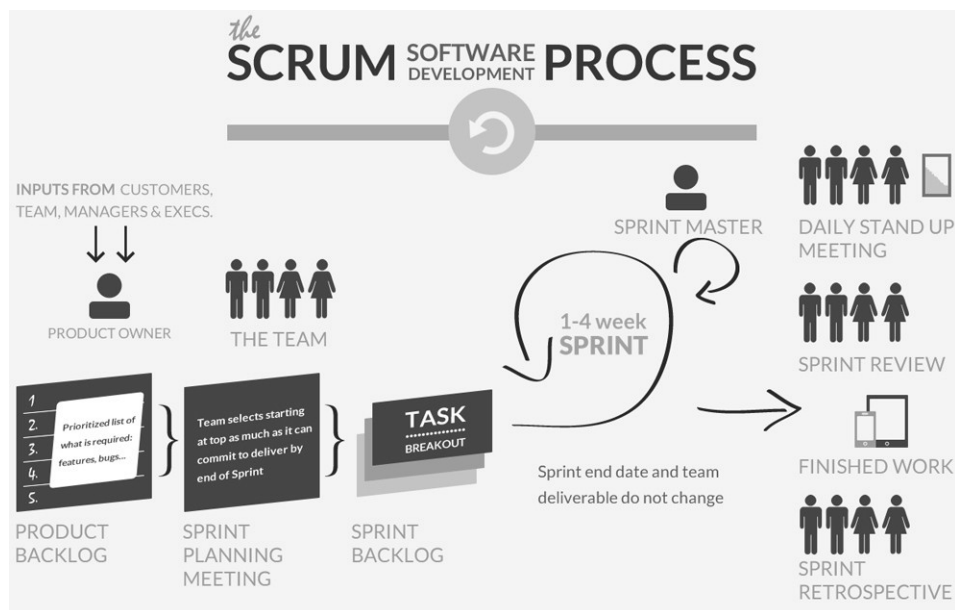 the
SCRUM SOFTWARE DEVELOPMENT PROCESS
INPUTS FROM CUSTOMERS,
TEAM, MANAGERS & EXECS.
PRODUCT OWNER
THE TEAM
SPRINT MASTER
DAILY STAND UP
MEETING
1-4 week
SPRINT
SPRINT REVIEW
1
2.
3.
4.
5.
Prioritized list of
what is required:
features, bugs...
Team selects starting
at top as much as it can
commit to deliver by
end of Sprint
TASK
BREAKOUT
Sprint end date and team
deliverable do not change
FINISHED WORK
PRODUCT
BACKLOG
SPRINT
PLANNING
MEETING
SPRINT
BACKLOG
SPRINT
RETROSPECTIVE